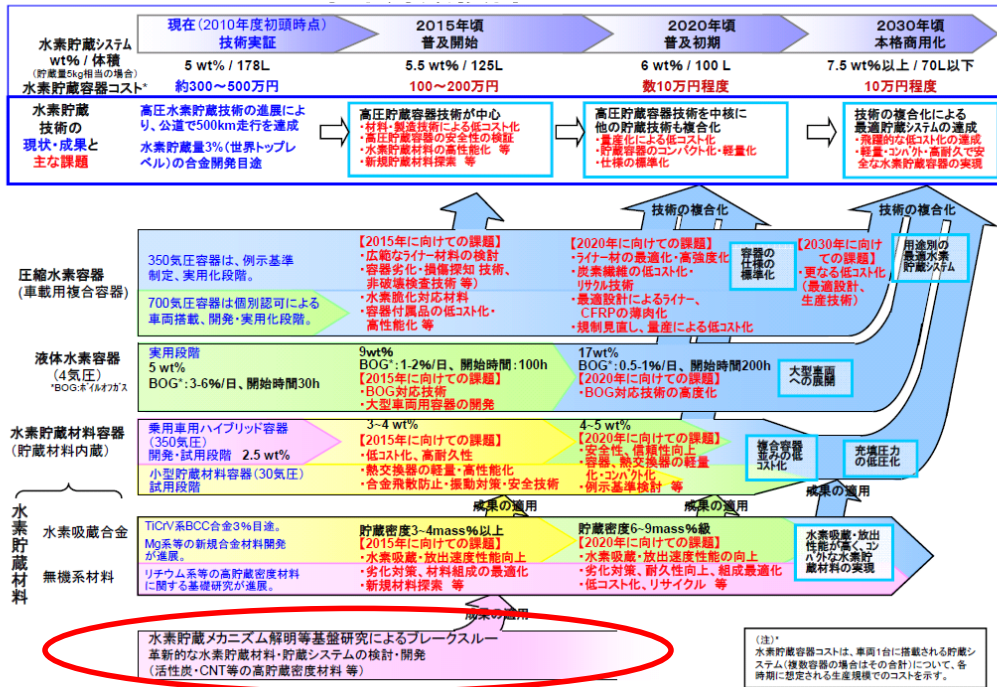 現在(2010年度初頭時点)
技術実証
2015年頃
普及開始
2020年頃
普及初期
2030年頃
本格商用化
水素貯蔵システム
wt% / 体積
(貯蔵量5kg相当の場合)
水素貯蔵容器コスト*
5 wt% / 178L
約300～500万円
5.5 wt% / 125L
100～200万円
6 wt% / 100 L
数10万円程度
7.5 wt%以上 / 70L以下
10万円程度
水素貯蔵
技術の
現状・成果と
主な課題
高圧水素貯蔵技術の進展によ
り、公道で500km走行を達成
水素貯蔵量3%(世界トップレ
ベル)の合金開発目途
高圧貯蔵容器技術が中心
・材料・製造技術による低コスト化
・高圧貯蔵容器の安全性の検証
・水素貯蔵材料の高性能化 等
・新規貯蔵材料探索 等
高圧貯蔵容器技術を中核に
他の貯蔵技術も複合化
・量産化による低コスト化
・貯蔵容器のコンパクト化・軽量化
・仕様の標準化
技術の複合化による
最適貯蔵システムの達成
・飛躍的な低コスト化の達成
・軽量・コンパクト・高耐久で安
全な水素貯蔵容器の実現
技術の複合化
技術の複合化
圧縮水素容器
(車載用複合容器)
350気圧容器は、例示基準
制定、実用化段階。
700気圧容器は個別認可による
車両搭載、開発・実用化段階。
【2015年に向けての課題】
・広範なライナー材料の検討
・容器劣化・損傷探知 技術、
非破壊検査技術 等)
・水素脆化対応材料
・容器付属品の低コスト化・
高性能化 等
【2020年に向けての課題】
・ライナー材の最適化・高強度化
・炭素繊維の低コスト化・
リサイクル技術
・最適設計によるライナー、
CFRPの薄肉化
・規制見直し、量産による低コスト化
容器の
仕様の
標準化
【2030年に向け
ての課題】
・更なる低コスト化
(最適設計、
生産技術)
用途別の
最適水素
貯蔵システム
液体水素容器
(4気圧)
*BOG:ボイルオフガス
実用段階
5 wt%
BOG*:3-6%/日、開始時間30h
9wt%
BOG*:1-2%/日、開始時間:100h
【2015年に向けての課題】
・BOG対応技術
・大型車両用容器の開発
17wt%
BOG*:0.5-1%/日、開始時間200h
【2020年に向けての課題】
・BOG対応技術の高度化
大型車両
への展開
水素貯蔵材料容器
(貯蔵材料内蔵)
乗用車用ハイブリッド容器
(350気圧)
開発・試用段階 2.5 wt%
小型貯蔵材料容器(30気圧)
試用段階
3~4 wt%
【2015年に向けての課題】
・低コスト化、高耐久性
・熱交換器の軽量・高性能化
・合金飛散防止・振動対策・安全技術
4~5 wt%
【2020年に向けての課題】
・安全性、信頼性向上
・容器、熱交換器の軽量
化・コンパクト化
・例示基準検討 等
複合容器
並みの低
コスト化
充填圧力
の低圧化
成果の適用
成果の適用
成果の適用
水素貯蔵材料
水素吸蔵合金
無機系材料
TiCrV系BCC合金3%目途。
Mg系等の新規合金材料開発
が進展。
リチウム系等の高貯蔵密度材料
に関する基礎研究が進展。
貯蔵密度3~4mass%以上
【2015年に向けての課題】
・水素吸蔵・放出速度性能向上
・劣化対策、材料組成の最適化
・新規材料探索 等
貯蔵密度6~9mass%級
【2020年に向けての課題】
・水素吸蔵・放出速度性能の向上
・劣化対策、耐久性向上、組成最適化
・低コスト化、リサイクル 等
水素吸蔵・放出
性能が高く、コン
パクトな水素貯
蔵材料の実現
成果の適用
水素貯蔵メカニズム解明等基盤研究によるブレークスルー
革新的な水素貯蔵材料・貯蔵システムの検討・開発
(活性炭・CNT等の高貯蔵密度材料 等)
(注)*
水素貯蔵容器コストは、車両1台に搭載される貯蔵シ
ステム(複数容器の場合はその合計)について、各
時期に想定される生産規模でのコストを示す。